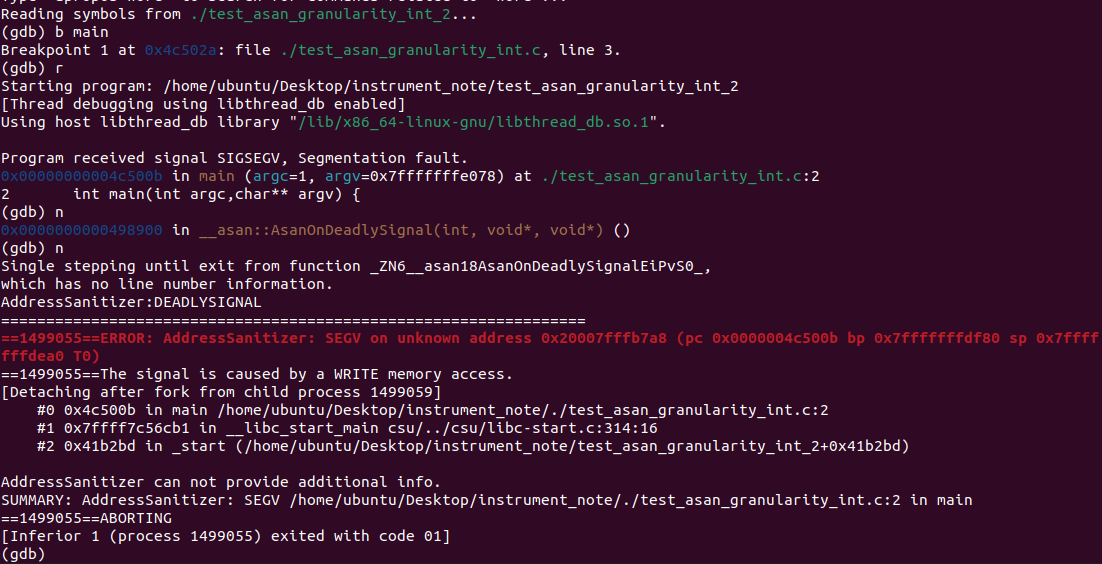 Reading symbols from ./test_asan_granularity_int_2...
(gdb) b main
Breakpoint 1 at 0x4c502a: file ./test_asan_granularity_int.c, line 3.
(gdb) r
Starting program: /home/ubuntu/Desktop/instrument_note/test_asan_granularity_int_2
[Thread debugging using libthread_db enabled]
Using host libthread_db library "/lib/x86_64-linux-gnu/libthread_db.so.1".

Program received signal SIGSEGV, Segmentation fault.
0x00000000004c500b in main (argc=1, argv=0x7fffffffe078) at ./test_asan_granularity_int.c:2
2       int main(int argc,char** argv) {
(gdb) n
0x0000000000498900 in __asan::AsanOnDeadlySignal(int, void*, void*) ()
(gdb) n
Single stepping until exit from function _ZN6__asan18AsanOnDeadlySignalEiPvS0_,
which has no line number information.
AddressSanitizer:DEADLYSIGNAL
=================================================================
==1499055==ERROR: AddressSanitizer: SEGV on unknown address 0x20007fffb7a8 (pc 0x0000004c500b bp 0x7fffffffdf80 sp 0x7ffff
fffdea0 T0)
==1499055==The signal is caused by a WRITE memory access.
[Detaching after fork from child process 1499059]
    #0 0x4c500b in main /home/ubuntu/Desktop/instrument_note/./test_asan_granularity_int.c:2
    #1 0x7ffff7c56cb1 in __libc_start_main csu/../csu/libc-start.c:314:16
    #2 0x41b2bd in _start (/home/ubuntu/Desktop/instrument_note/test_asan_granularity_int_2+0x41b2bd)

AddressSanitizer can not provide additional info.
SUMMARY: AddressSanitizer: SEGV /home/ubuntu/Desktop/instrument_note/./test_asan_granularity_int.c:2 in main
==1499055==ABORTING
[Inferior 1 (process 1499055) exited with code 01]
(gdb)